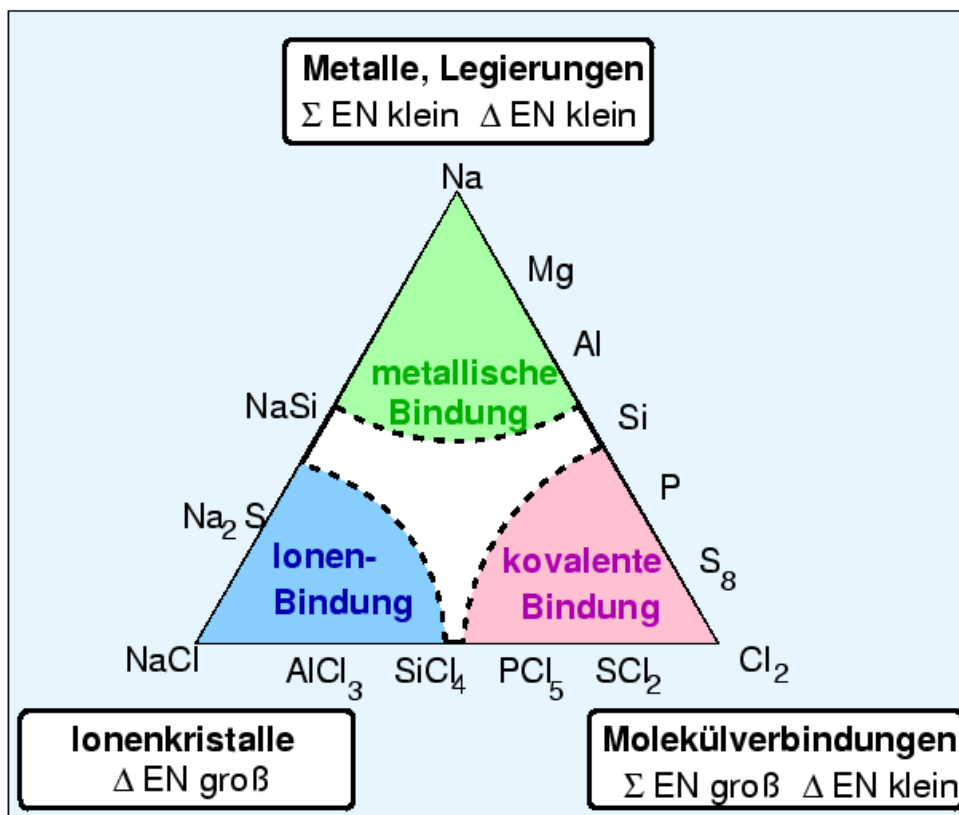 Metalle, Legierungen
Σ EN klein Δ EN klein
Na
Mg
Al
metallische
Bindung
NaSi
Si
P
Na₂ S
S₈
Ionen-
Bindung
kovalente
Bindung
NaCl
AlCl₃
SiCl₄
PCl₅
SCl₂
Cl₂
Ionenkristalle
Δ EN groß
Molekülverbindungen
Σ EN groß Δ EN klein